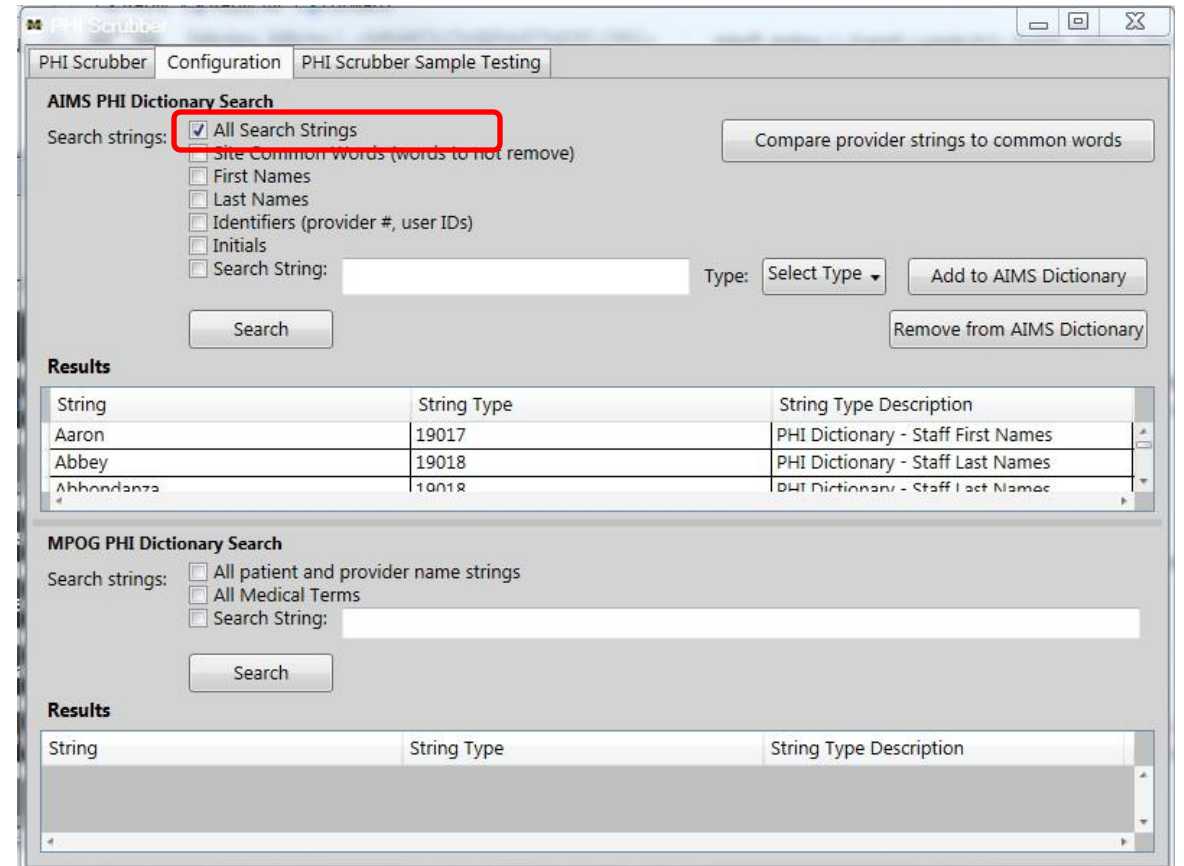 PHI Scrubber
PHI Scrubber Configuration PHI Scrubber Sample Testing
AIMS PHI Dictionary Search
Search strings: All Search Strings
Compare provider strings to common words
Site Common Words (words to not remove)
First Names
Last Names
Identifiers (provider #, user IDs)
Initials
Search String: Type: Select Type Add to AIMS Dictionary
Search Remove from AIMS Dictionary
Results
String String Type String Type Description
Aaron 19017 PHI Dictionary - Staff First Names
Abbey 19018 PHI Dictionary - Staff Last Names
Abbondanza 19018 PHI Dictionary - Staff Last Names
MPOG PHI Dictionary Search
Search strings: All patient and provider name strings
All Medical Terms
Search String:
Search
Results
String String Type String Type Description